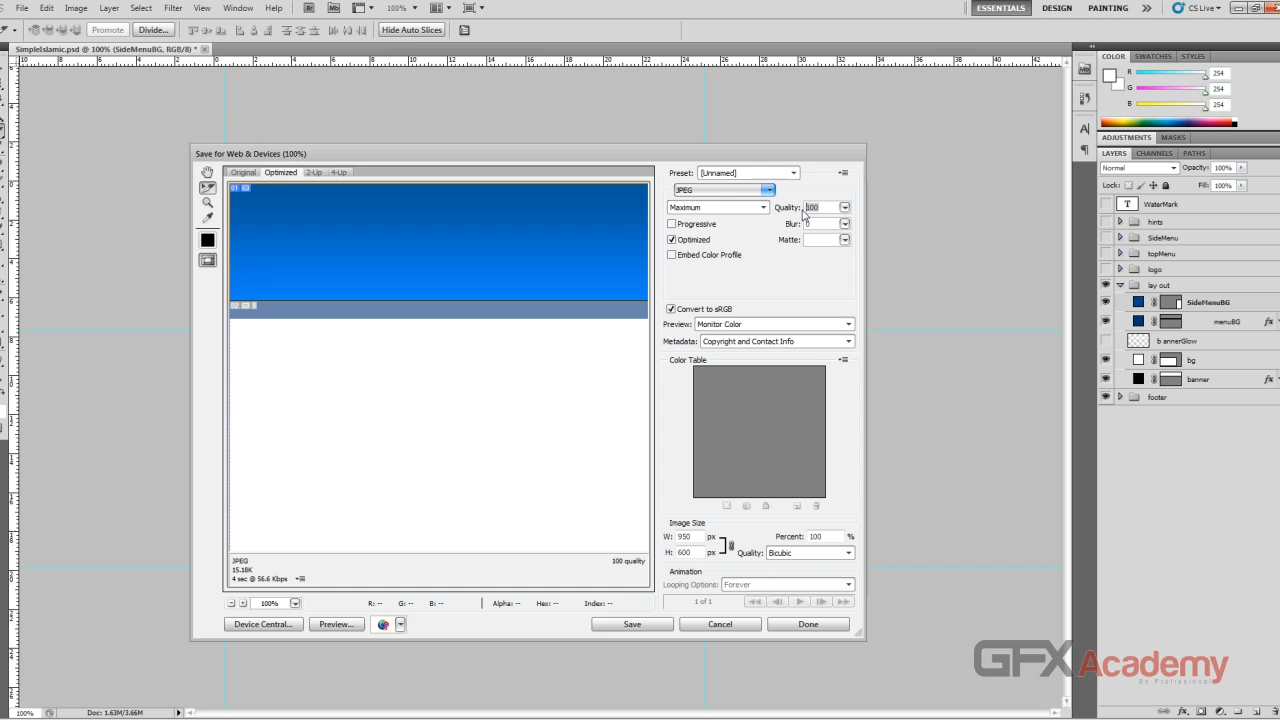 File Edit Image Layer Select Filter View Window Help 100% ESSENTIALS DESIGN PAINTING CS Live
Promote Divide... Hide Auto Slices
SimpleIslamic.psd @ 100% (SideMenuBG, RGB/8) *
Save for Web & Devices (100%)
Original Optimized 2-Up 4-Up
Preset: [Unnamed]
JPEG
Maximum Quality: 100
Progressive Blur: 0
Optimized Matte:
Embed Color Profile
Convert to sRGB
Preview: Monitor Color
Metadata: Copyright and Contact Info
Color Table
Image Size
W: 950 px Percent: 100 %
H: 600 px Quality: Bicubic
Animation
Looping Options: Forever
1 of 1
01
02
JPEG 100 quality
15.18K
4 sec @ 56.6 Kbps
100% R: -- G: -- B: -- Alpha: -- Hex: -- Index: --
Device Central... Preview... Save Cancel Done
COLOR SWATCHES STYLES
R 254
G 254
B 254
ADJUSTMENTS MASKS
LAYERS CHANNELS PATHS
Normal Opacity: 100%
Lock: Fill: 100%
T WaterMark
hints
SideMenu
topMenu
logo
lay out
SideMenuBG
menuBG fx
b annerGlow
bg
banner fx
footer
GFXAcademy
Be Profissional
100% Doc: 1.63M/3.66M